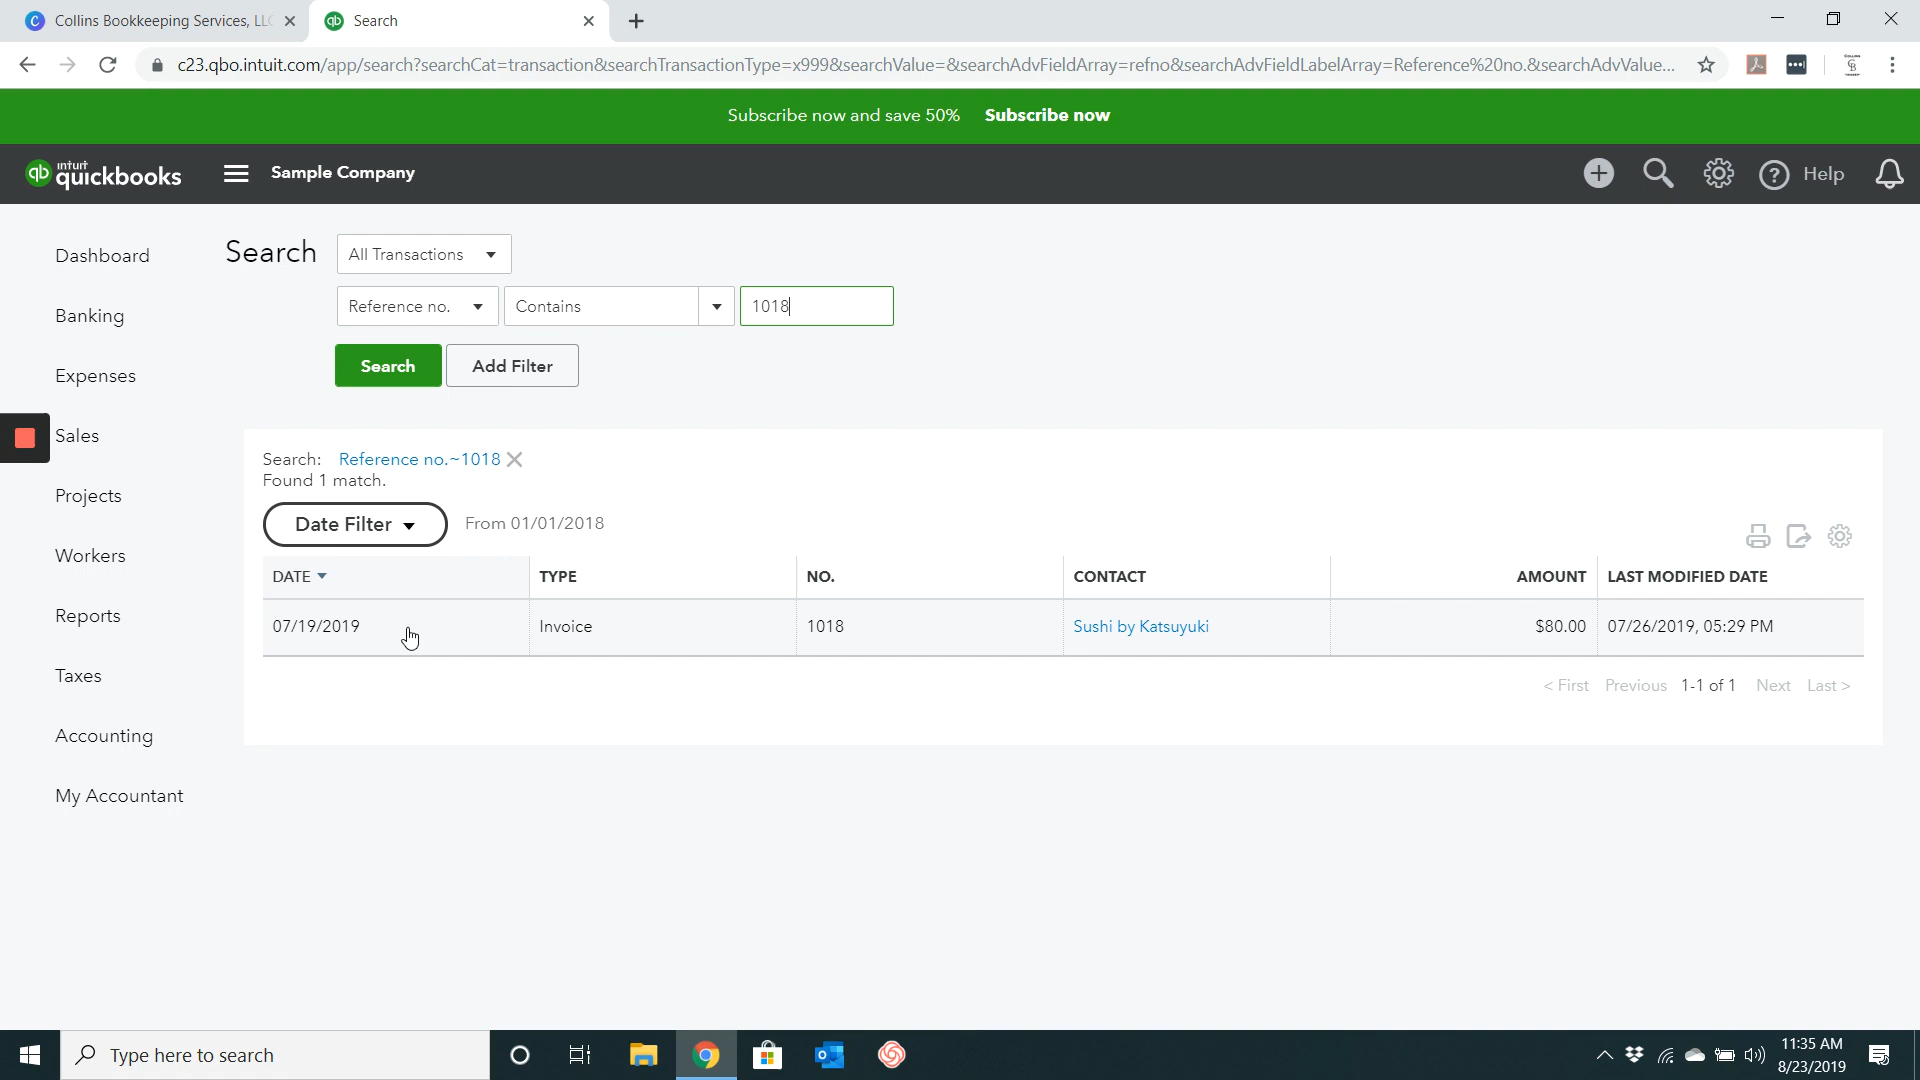 Collins Bookkeeping Services, LLC
Search
c23.qbo.intuit.com/app/search?searchCat=transaction&searchTransactionType=x999&searchValue=&searchAdvFieldArray=refno&searchAdvFieldLabelArray=Reference%20no.&searchAdvValue...
Subscribe now and save 50% Subscribe now
qb intuit quickbooks
Sample Company
? Help
Dashboard
Banking
Expenses
Sales
Projects
Workers
Reports
Taxes
Accounting
My Accountant
Search All Transactions
Reference no. Contains 1018
Search Add Filter
Search: Reference no.~1018
Found 1 match.
Date Filter From 01/01/2018
DATE TYPE NO. CONTACT AMOUNT LAST MODIFIED DATE
07/19/2019 Invoice 1018 Sushi by Katsuyuki $80.00 07/26/2019, 05:29 PM
< First Previous 1-1 of 1 Next Last >
Type here to search
11:35 AM
8/23/2019